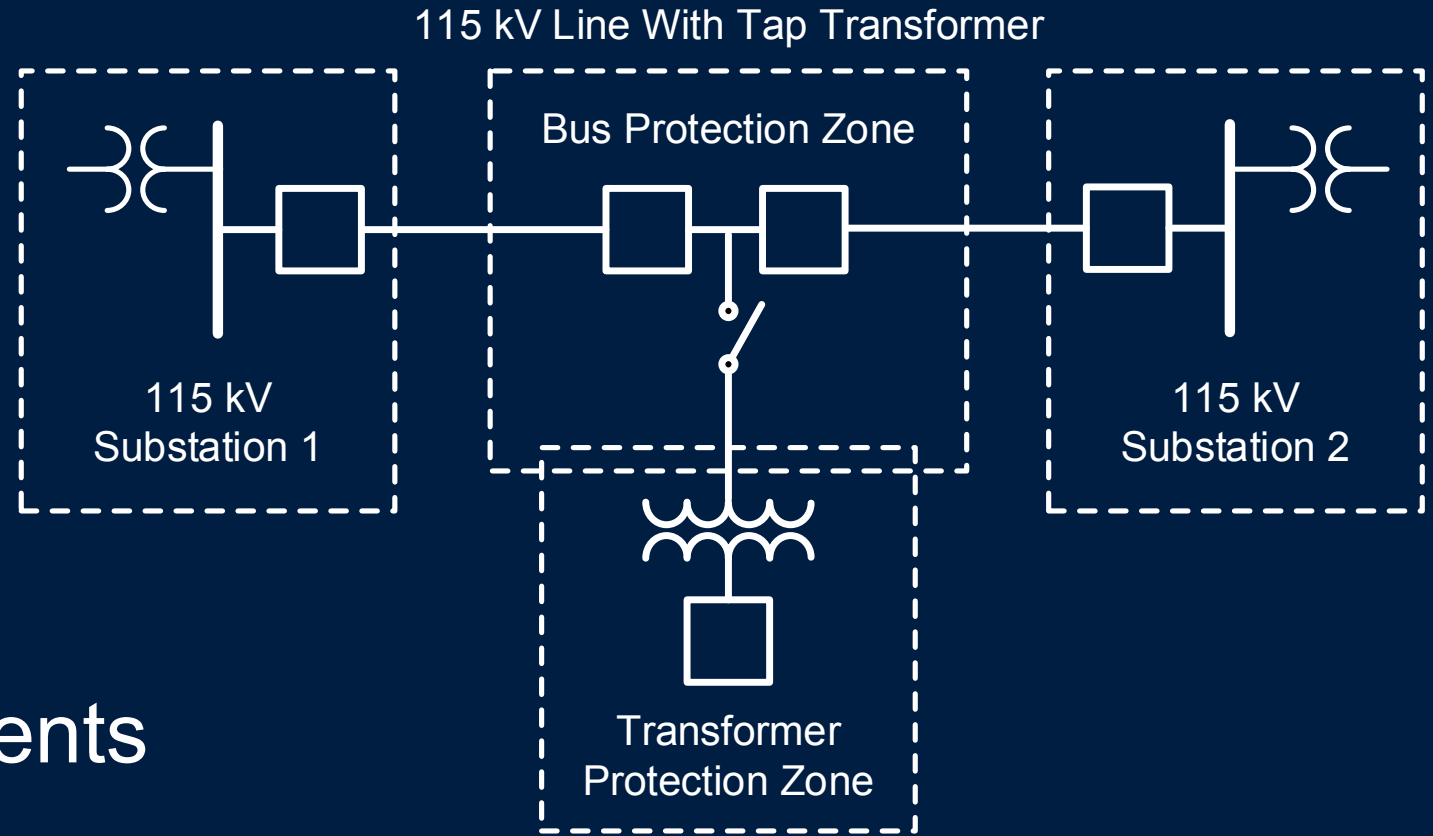 115 kV Line With Tap Transformer
Bus Protection Zone
115 kV
Substation 1
115 kV
Substation 2
Transformer
Protection Zone
ents